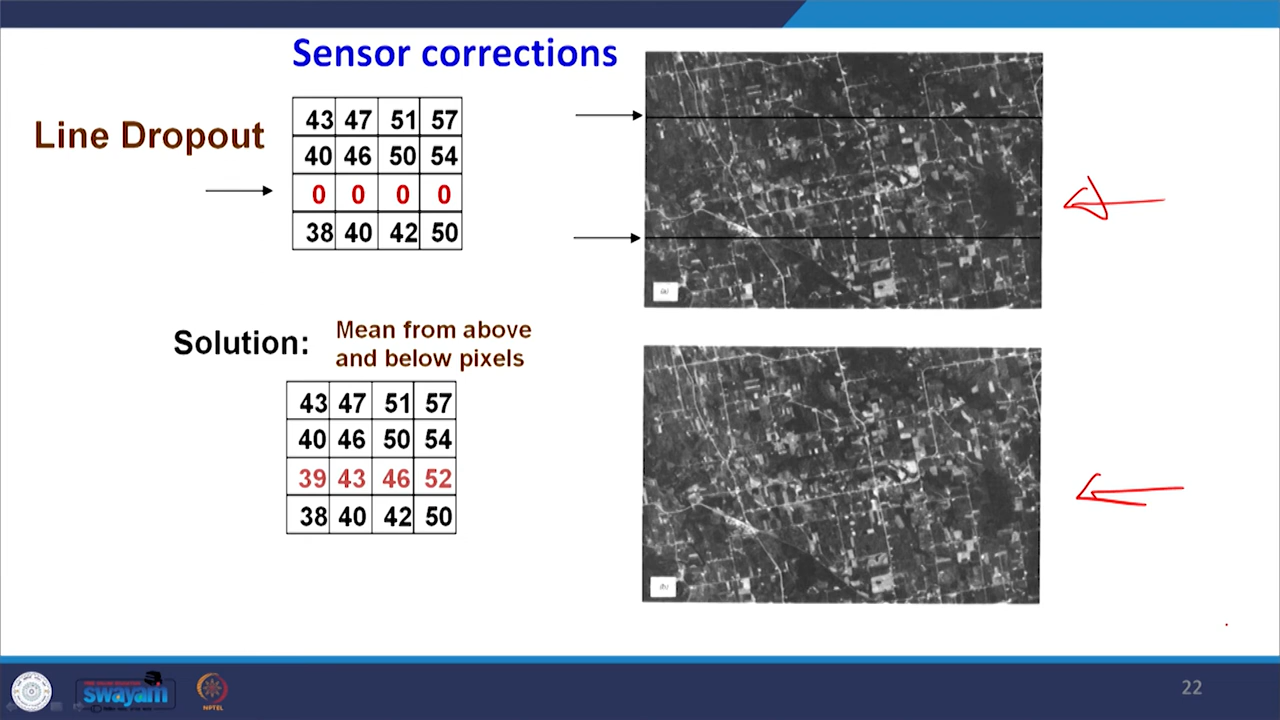 Sensor corrections
Line Dropout
43 47 51 57
40 46 50 54
0 0 0 0
38 40 42 50
(a)
Solution:
Mean from above
and below pixels
43 47 51 57
40 46 50 54
39 43 46 52
38 40 42 50
(b)
swayam
NPTEL
22